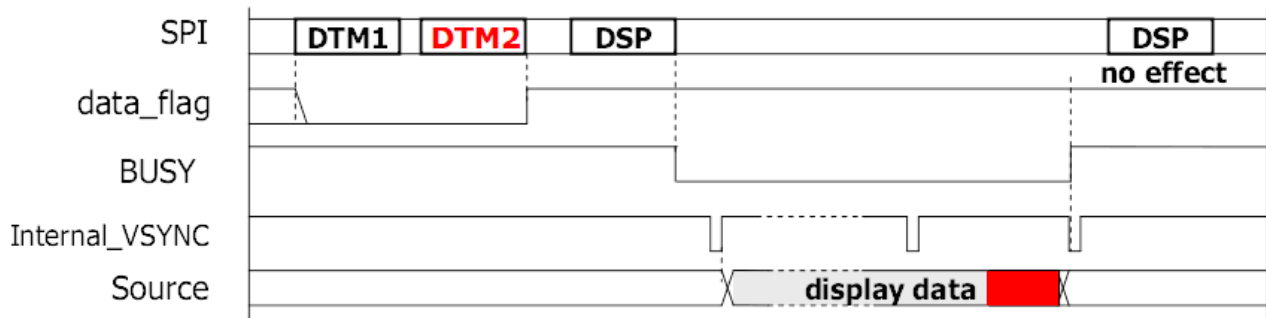 SPI DTM1 DTM2 DSP DSP
no effect
data_flag
BUSY
Internal_VSYNC
Source display data